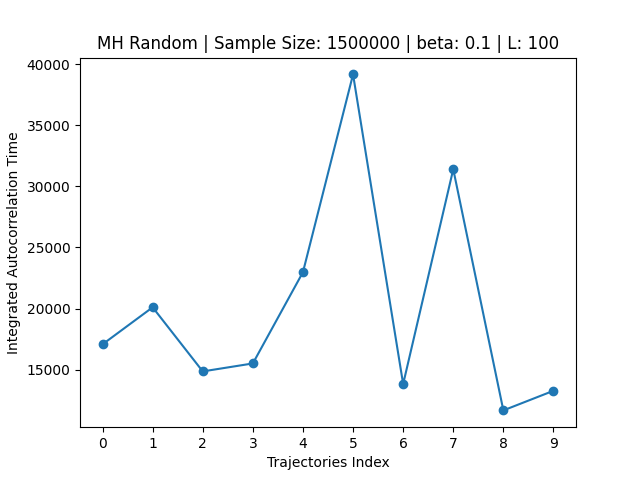 MH Random | Sample Size: 1500000 | beta: 0.1 | L: 100
Integrated Autocorrelation Time
40000
35000
30000
25000
20000
15000
0 1 2 3 4 5 6 7 8 9
Trajectories Index